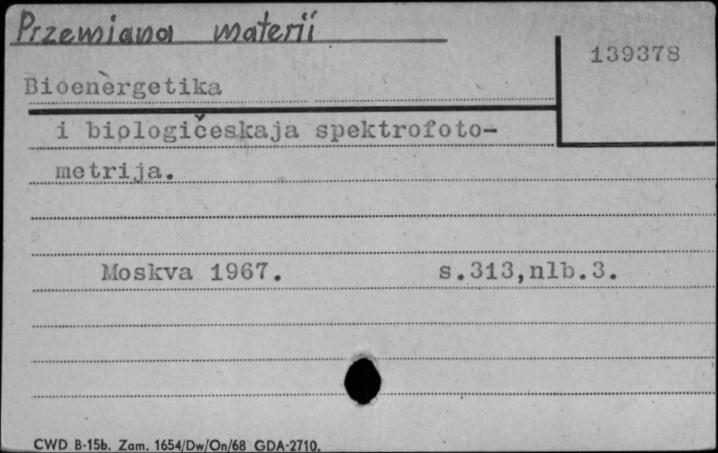 Przemiana materii
139378
Bioenergetika
i biologičeskaja spektrofoto-
metrija.
Moskva 1967. s.313,nlb.3.
CWD B-15b. Zam. 1654/Dw/On/68 GDA-2710.